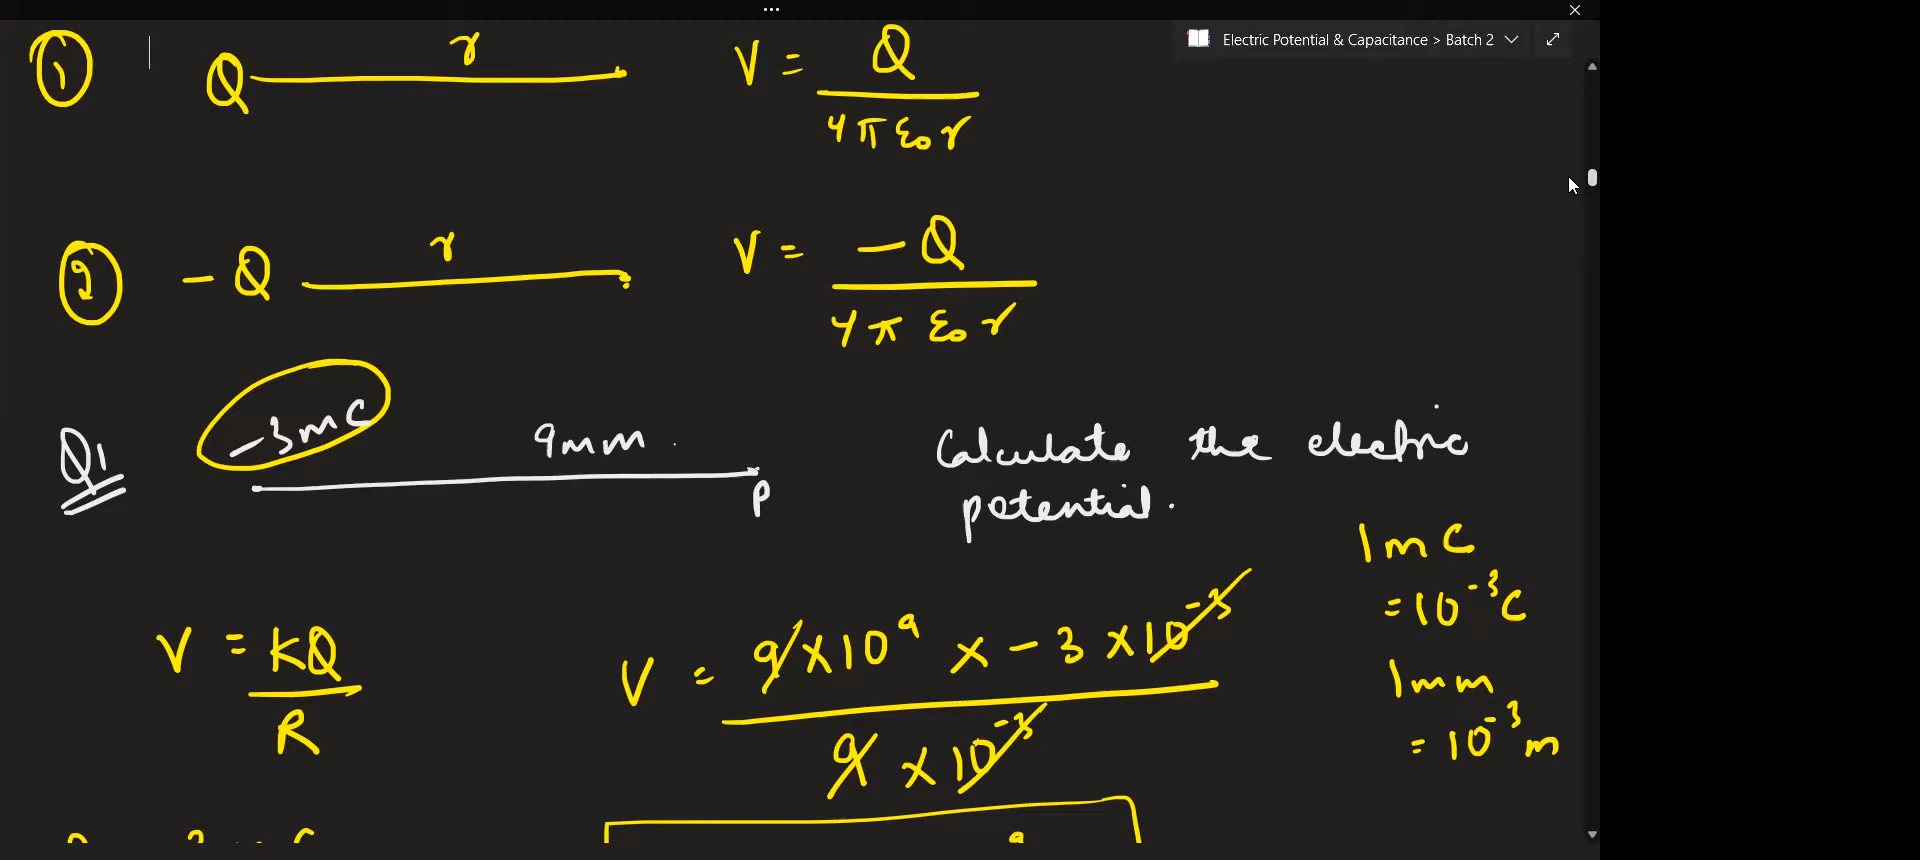 Electric Potential & Capacitance > Batch 2
① Q r V = Q / 4πε₀r
② -Q r V = -Q / 4πε₀r
Q1 -3mC 9mm P Calculate the electric
potential.
1mC
= 10⁻³C
V = KQ / R V = 9×10⁹ × -3 ×10⁻³ / 9 × 10⁻³
1mm
= 10⁻³m